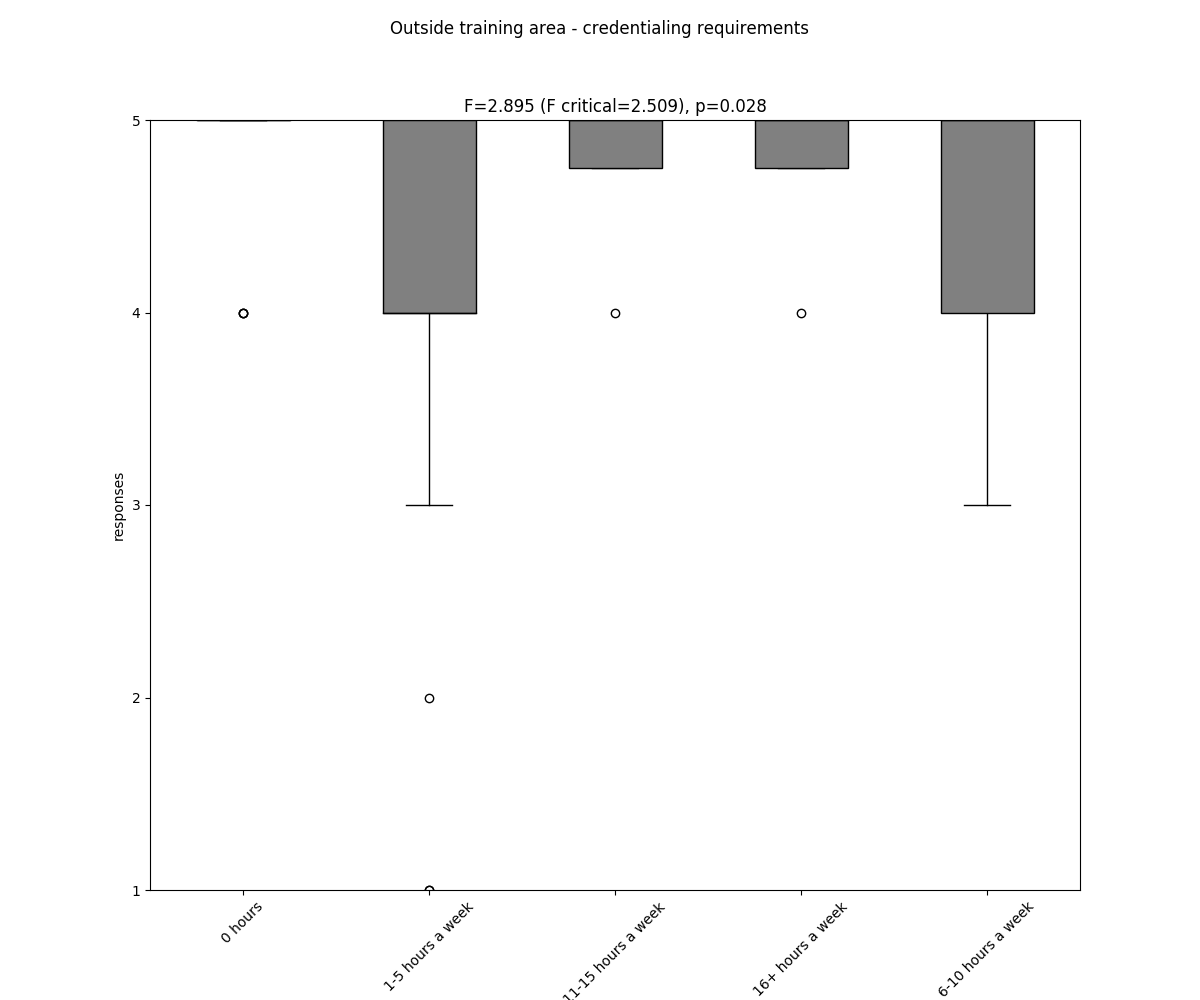 Outside training area - credentialing requirements
F=2.895 (F critical=2.509), p=0.028
5
4
3
2
1
responses
0 hours
1-5 hours a week
11-15 hours a week
16+ hours a week
6-10 hours a week